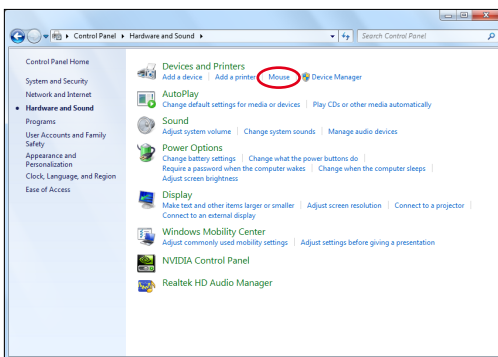 Control Panel ▸ Hardware and Sound ▸
Search Control Panel
Control Panel Home
System and Security
Network and Internet
Hardware and Sound
Programs
User Accounts and Family
Safety
Appearance and
Personalization
Clock, Language, and Region
Ease of Access
Devices and Printers
Add a device Add a printer Mouse Device Manager
AutoPlay
Change default settings for media or devices Play CDs or other media automatically
Sound
Adjust system volume Change system sounds Manage audio devices
Power Options
Change battery settings Change what the power buttons do
Require a password when the computer wakes Change when the computer sleeps
Adjust screen brightness
Display
Make text and other items larger or smaller Adjust screen resolution Connect to a projector
Connect to an external display
Windows Mobility Center
Adjust commonly used mobility settings Adjust settings before giving a presentation
NVIDIA Control Panel
Realtek HD Audio Manager